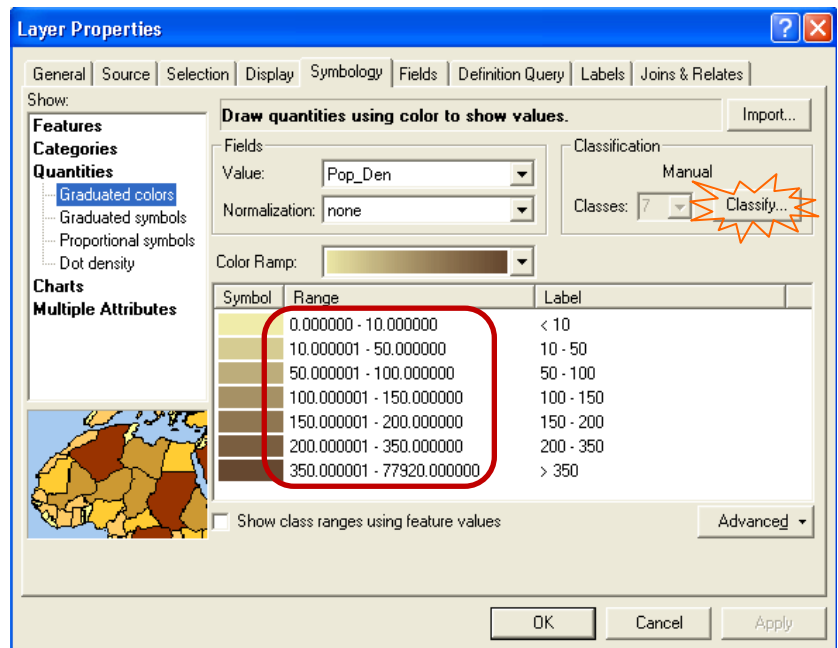 Layer Properties
General Source Selection Display Symbology Fields Definition Query Labels Joins & Relates
Show:
Features
Categories
Quantities
Graduated colors
Graduated symbols
Proportional symbols
Dot density
Charts
Multiple Attributes
Draw quantities using color to show values.
Import...
Fields
Value: Pop_Den
Normalization: none
Classification
Manual
Classes: 7 Classify...
Color Ramp:
Symbol Range Label
0.000000 - 10.000000 < 10
10.000001 - 50.000000 10 - 50
50.000001 - 100.000000 50 - 100
100.000001 - 150.000000 100 - 150
150.000001 - 200.000000 150 - 200
200.000001 - 350.000000 200 - 350
350.000001 - 77920.000000 > 350
Show class ranges using feature values
Advanced
OK Cancel Apply